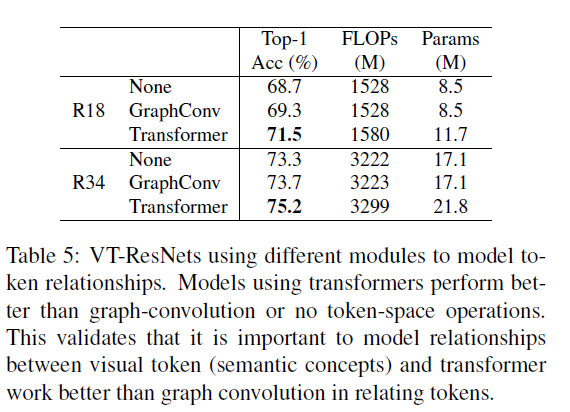 Top-1 FLOPs Params
Acc (%) (M) (M)
None 68.7 1528 8.5
R18 GraphConv 69.3 1528 8.5
Transformer 71.5 1580 11.7
None 73.3 3222 17.1
R34 GraphConv 73.7 3223 17.1
Transformer 75.2 3299 21.8
Table 5: VT-ResNets using different modules to model to-
ken relationships. Models using transformers perform bet-
ter than graph-convolution or no token-space operations.
This validates that it is important to model relationships
between visual token (semantic concepts) and transformer
work better than graph convolution in relating tokens.